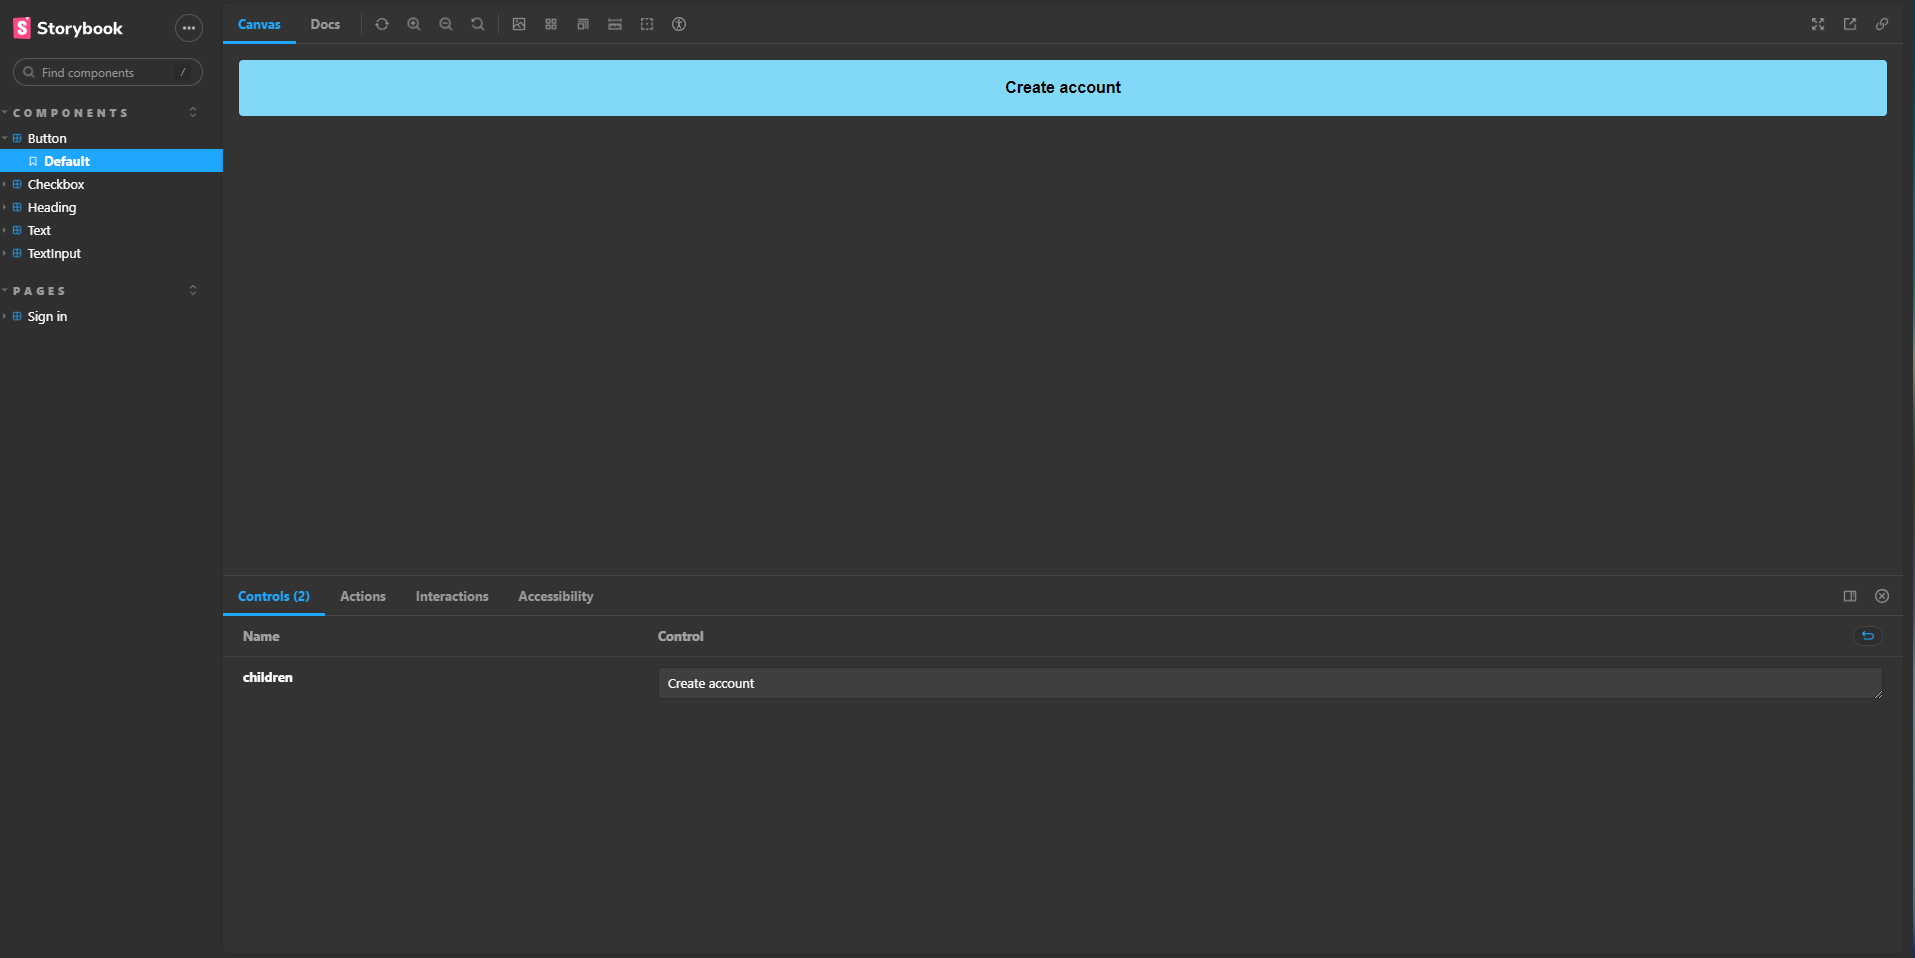 Storybook
Find components /
COMPONENTS
Button
Default
Checkbox
Heading
Text
TextInput
PAGES
Sign in
Canvas Docs
Create account
Controls (2) Actions Interactions Accessibility
Name Control
children Create account